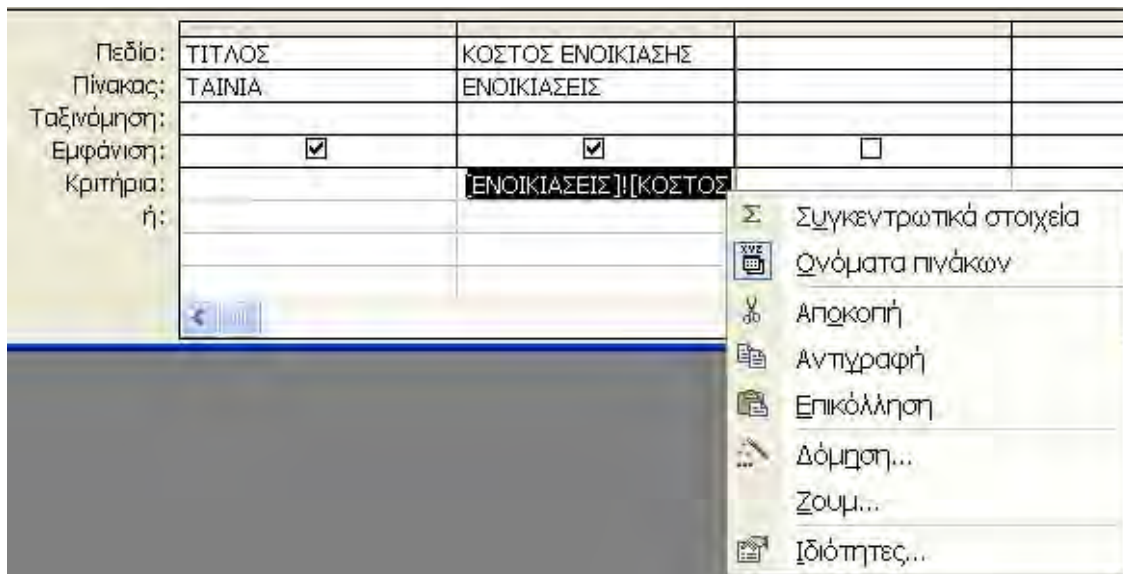 Πεδίο: ΤΙΤΛΟΣ ΚΟΣΤΟΣ ΕΝΟΙΚΙΑΣΗΣ
Πίνακας: ΤΑΙΝΙΑ ΕΝΟΙΚΙΑΣΕΙΣ
Ταξινόμηση:
Εμφάνιση:
Κριτήρια: [ΕΝΟΙΚΙΑΣΕΙΣ]![ΚΟΣΤΟΣ
ή:
Συγκεντρωτικά στοιχεία
Ονόματα πινάκων
Αποκοπή
Αντιγραφή
Επικόλληση
Δόμηση...
Ζουμ...
Ιδιότητες...